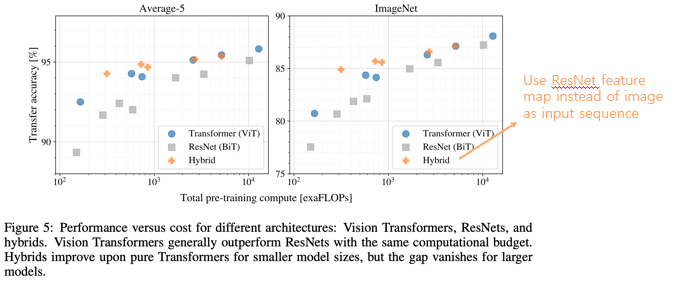 Average-5
ImageNet
Transfer accuracy [%]
95
90
90
85
80
75
Transformer (ViT)
ResNet (BiT)
Hybrid
Transformer (ViT)
ResNet (BiT)
Hybrid
10²
10³
10⁴
10²
10³
10⁴
Total pre-training compute [exaFLOPs]
Use ResNet feature
map instead of image
as input sequence
Figure 5: Performance versus cost for different architectures: Vision Transformers, ResNets, and
hybrids. Vision Transformers generally outperform ResNets with the same computational budget.
Hybrids improve upon pure Transformers for smaller model sizes, but the gap vanishes for larger
models.